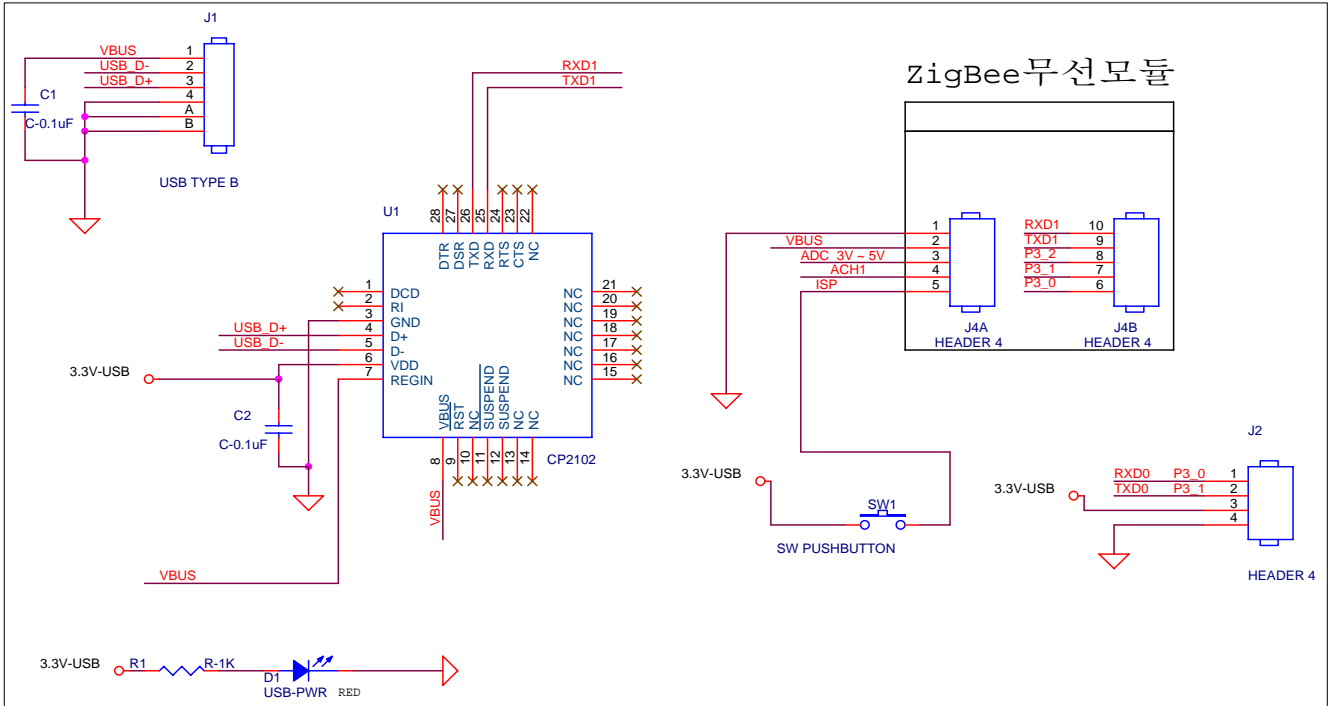 J1
VBUS 1
USB_D- 2
USB_D+ 3
4
A
B
C1
C-0.1uF
USB TYPE B
RXD1
TXD1
U1
28 27 26 25 24 23 22
DTR DSR TXD RXD RTS CTS NC
1 DCD
2 RI
3 GND
USB_D+ 4 D+
USB_D- 5 D-
6 VDD
7 REGIN
NC 21
NC 20
NC 19
NC 18
NC 17
NC 16
NC 15
VBUS RST NC SUSPEND SUSPEND NC NC
8 9 10 11 12 13 14
CP2102
VBUS
3.3V-USB
C2
C-0.1uF
VBUS
3.3V-USB R1 R-1K
D1
USB-PWR RED
ZigBee무선모듈
1
VBUS 2
ADC 3V ~ 5V 3
ACH1 4
ISP 5
J4A
HEADER 4
RXD1 10
TXD1 9
P3_2 8
P3_1 7
P3_0 6
J4B
HEADER 4
3.3V-USB
SW1
SW PUSHBUTTON
J2
RXD0 P3_0 1
TXD0 P3_1 2
3.3V-USB 3
4
HEADER 4